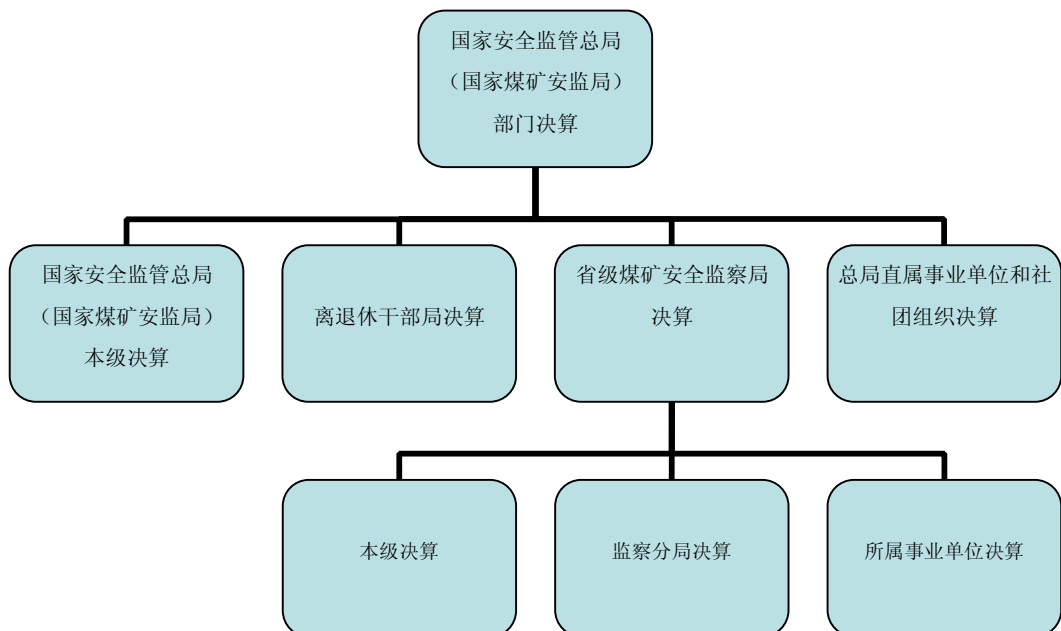 国家安全监管总局
（国家煤矿安监局）
部门决算
国家安全监管总局
（国家煤矿安监局）
本级决算
离退休干部局决算
省级煤矿安全监察局
决算
总局直属事业单位和社
团组织决算
本级决算
监察分局决算
所属事业单位决算